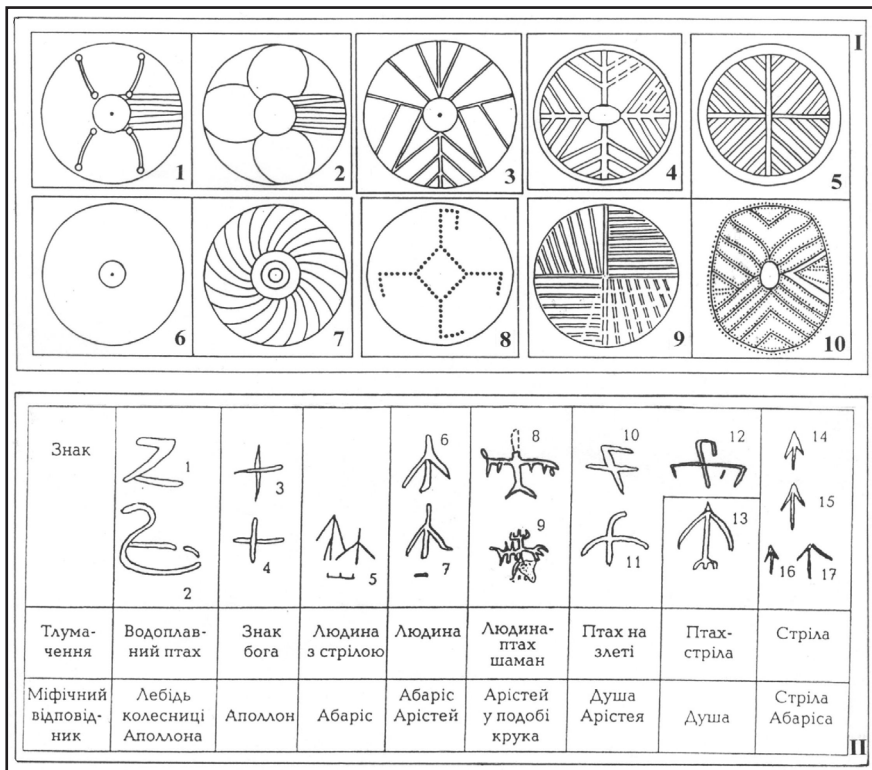 I
1
2
3
4
5
6
7
8
9
10
Знак
1
2
3
4
5
6
7
8
9
10
11
12
13
14
15
16
17
Тлума-
чення
Водоплав-
ний птах
Знак
бога
Людина
з стрілою
Людина
Людина-
птах
шаман
Птах на
злеті
Птах-
стріла
Стріла
Міфічний
відповід-
ник
Лебідь
колесниці
Аполлона
Аполлон
Абаріс
Абаріс
Арістей
Арістей
у подобі
крука
Душа
Арістея
Душа
Стріла
Абаріса
II